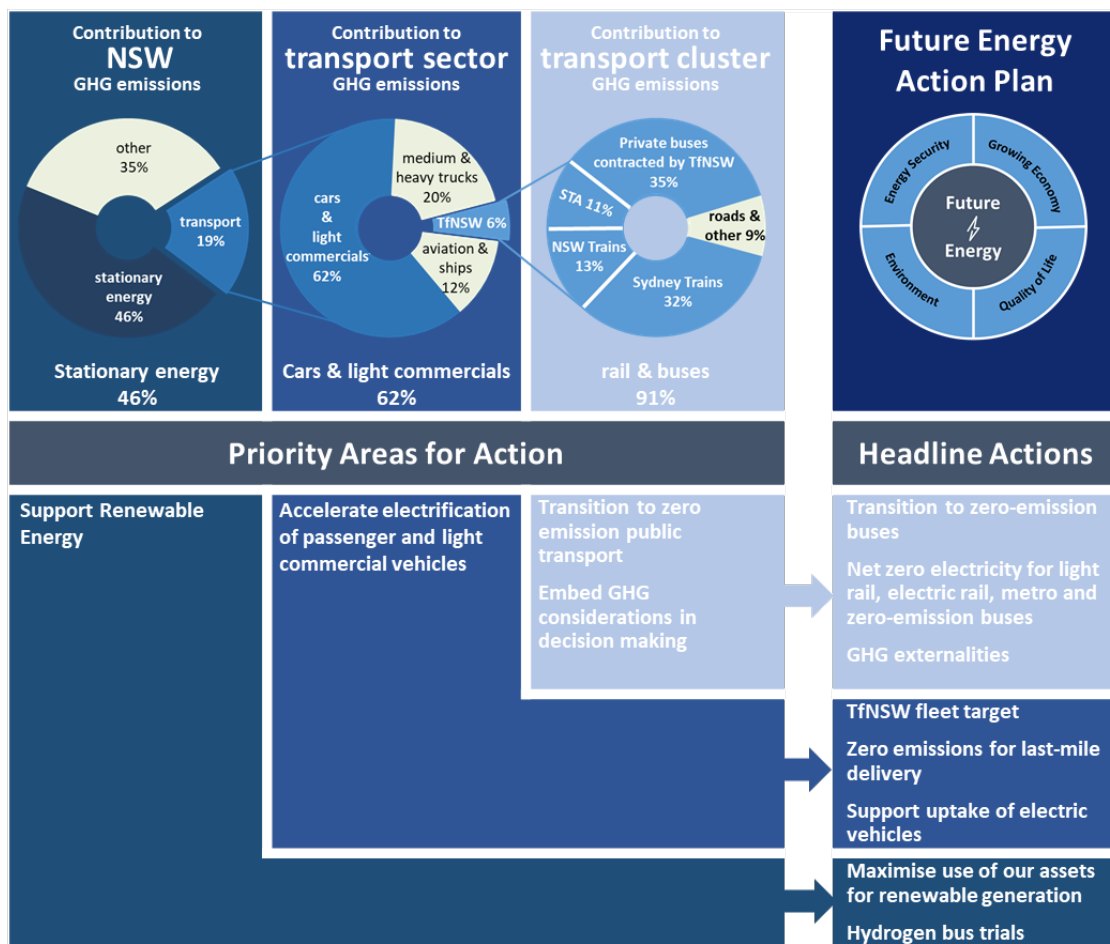 Contribution to
NSW
GHG emissions
other
35%
transport
19%
stationary
energy
46%
Stationary energy
46%
Contribution to
transport sector
GHG emissions
medium &
heavy trucks
20%
cars
&
light
commercials
62%
TfNSW 6%
aviation &
ships
12%
Cars & light commercials
62%
Contribution to
transport cluster
GHG emissions
Private buses
contracted by TfNSW
35%
STA 11%
roads &
other 9%
NSW Trains
13%
Sydney Trains
32%
rail & buses
91%
Future Energy
Action Plan
Energy Security
Growing Economy
Future
Energy
Environment
Quality of Life
Priority Areas for Action
Headline Actions
Support Renewable
Energy
Accelerate electrification
of passenger and light
commercial vehicles
Transition to zero
emission public
transport
Embed GHG
considerations in
decision making
Transition to zero-emission
buses
Net zero electricity for light
rail, electric rail, metro and
zero-emission buses
GHG externalities
TfNSW fleet target
Zero emissions for last-mile
delivery
Support uptake of electric
vehicles
Maximise use of our assets
for renewable generation
Hydrogen bus trials